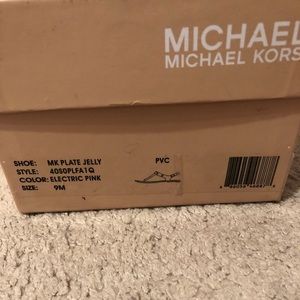 MICHAEL
MICHAEL KORS
SHOE: MK PLATE JELLY PVC
STYLE: 40S0PLFA1Q
COLOR: ELECTRIC PINK
SIZE: 9M